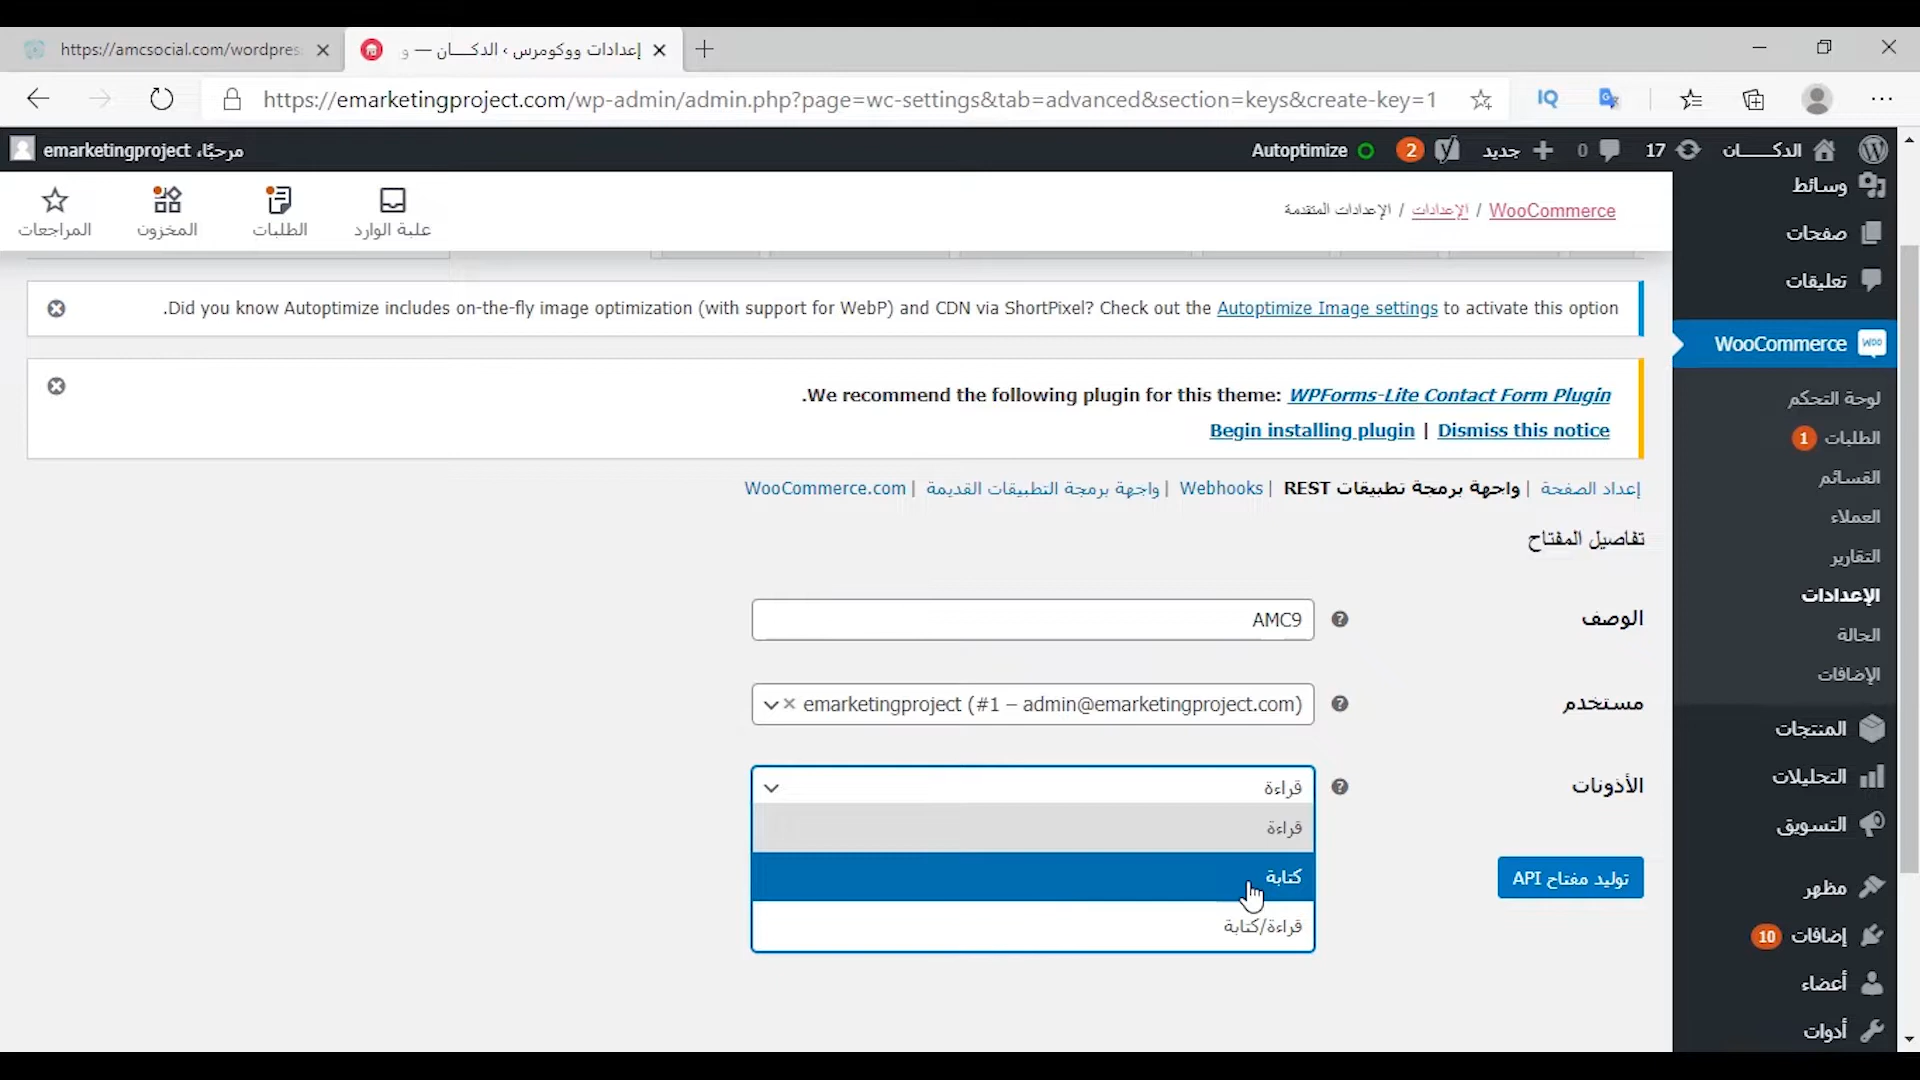 https://amcsocial.com/wordpres
إعدادات ووكومرس › الدكـــان — و
https://emarketingproject.com/wp-admin/admin.php?page=wc-settings&tab=advanced&section=keys&create-key=1
IQ
الدكـــــان
17
0
جديد
2
Autoptimize
مرحبًا، emarketingproject
WooCommerce / الإعدادات / الإعدادات المتقدمة
علبة الوارد
الطلبات
المخزون
المراجعات
Did you know Autoptimize includes on-the-fly image optimization (with support for WebP) and CDN via ShortPixel? Check out the Autoptimize Image settings to activate this option.
We recommend the following plugin for this theme: WPForms-Lite Contact Form Plugin.
Begin installing plugin | Dismiss this notice
إعداد الصفحة | واجهة برمجة تطبيقات REST | Webhooks | واجهة برمجة التطبيقات القديمة | WooCommerce.com
تفاصيل المفتاح
الوصف
AMC9
مستخدم
emarketingproject (#1 – admin@emarketingproject.com) ×
الأذونات
قراءة
قراءة
كتابة
قراءة/كتابة
توليد مفتاح API
وسائط
صفحات
تعليقات
WooCommerce
لوحة التحكم
الطلبات 1
القسائم
العملاء
التقارير
الإعدادات
الحالة
الإضافات
المنتجات
التحليلات
التسويق
مظهر
إضافات 10
أعضاء
أدوات